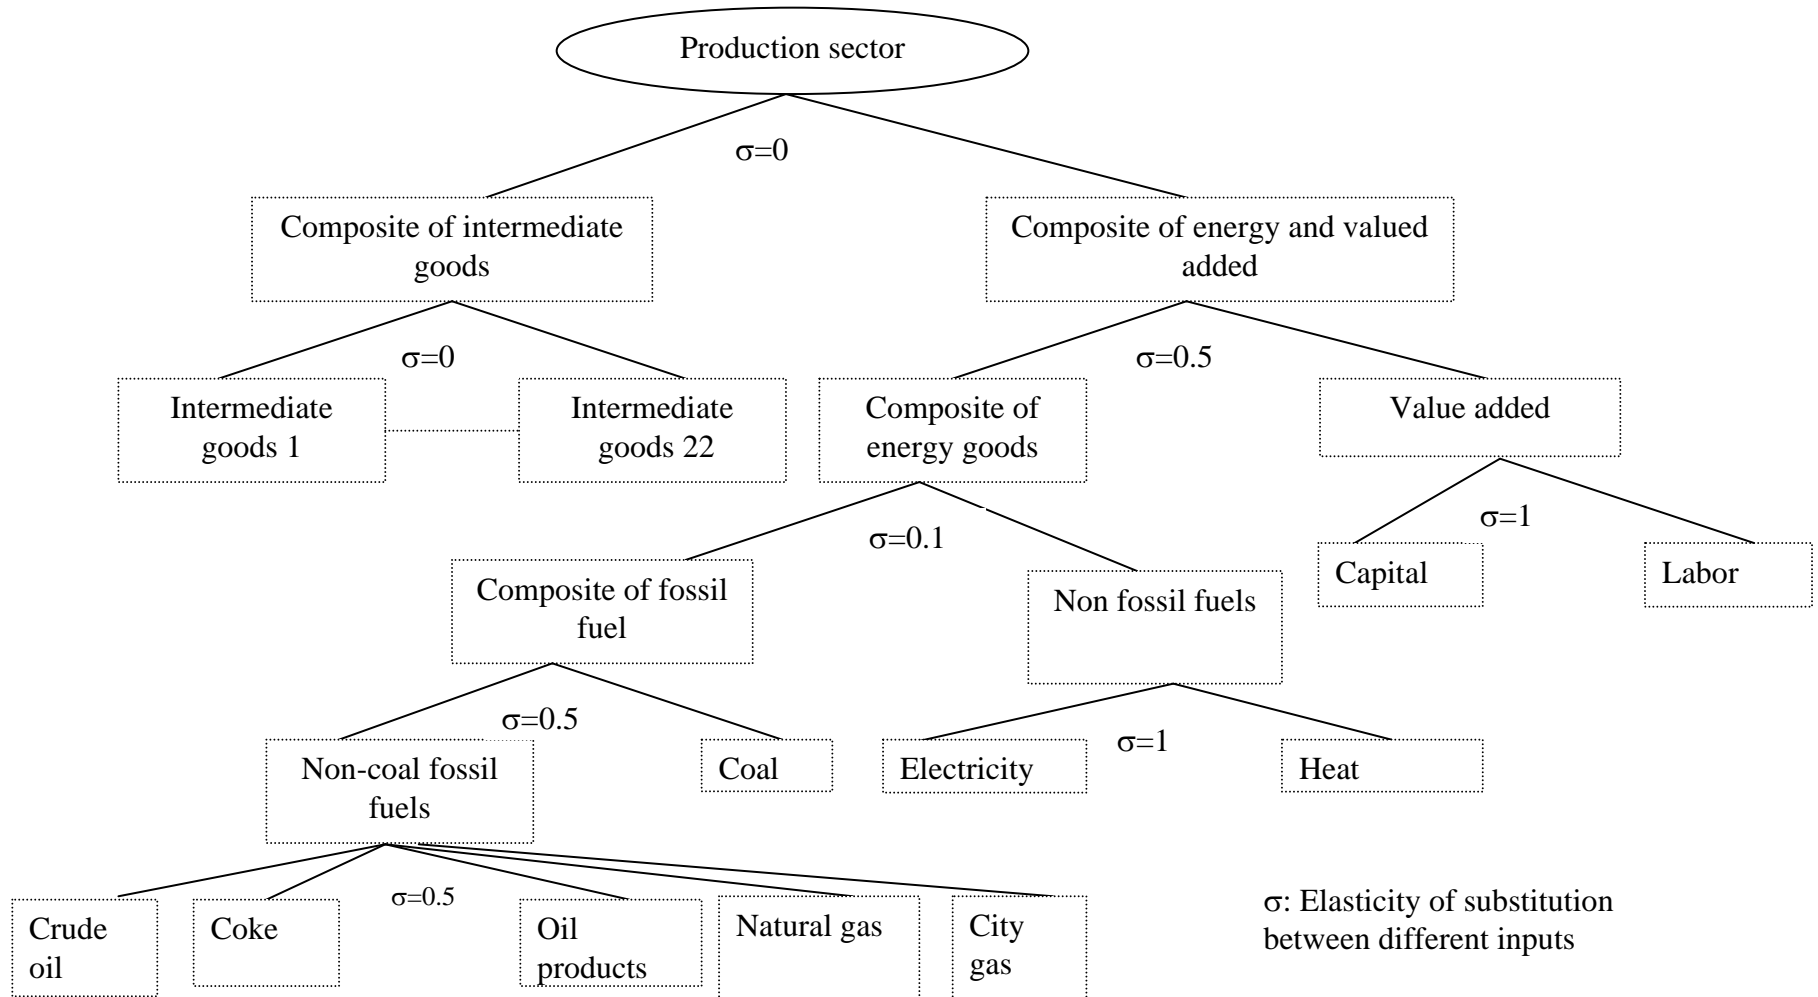 Production sector
σ=0
Composite of intermediate
goods
Composite of energy and valued
added
σ=0
σ=0.5
Intermediate
goods 1
Intermediate
goods 22
Composite of
energy goods
Value added
σ=0.1
σ=1
Composite of fossil
fuel
Non fossil fuels
Capital
Labor
σ=0.5
σ=1
Non-coal fossil
fuels
Coal
Electricity
Heat
σ=0.5
Crude
oil
Coke
Oil
products
Natural gas
City
gas
σ: Elasticity of substitution
between different inputs